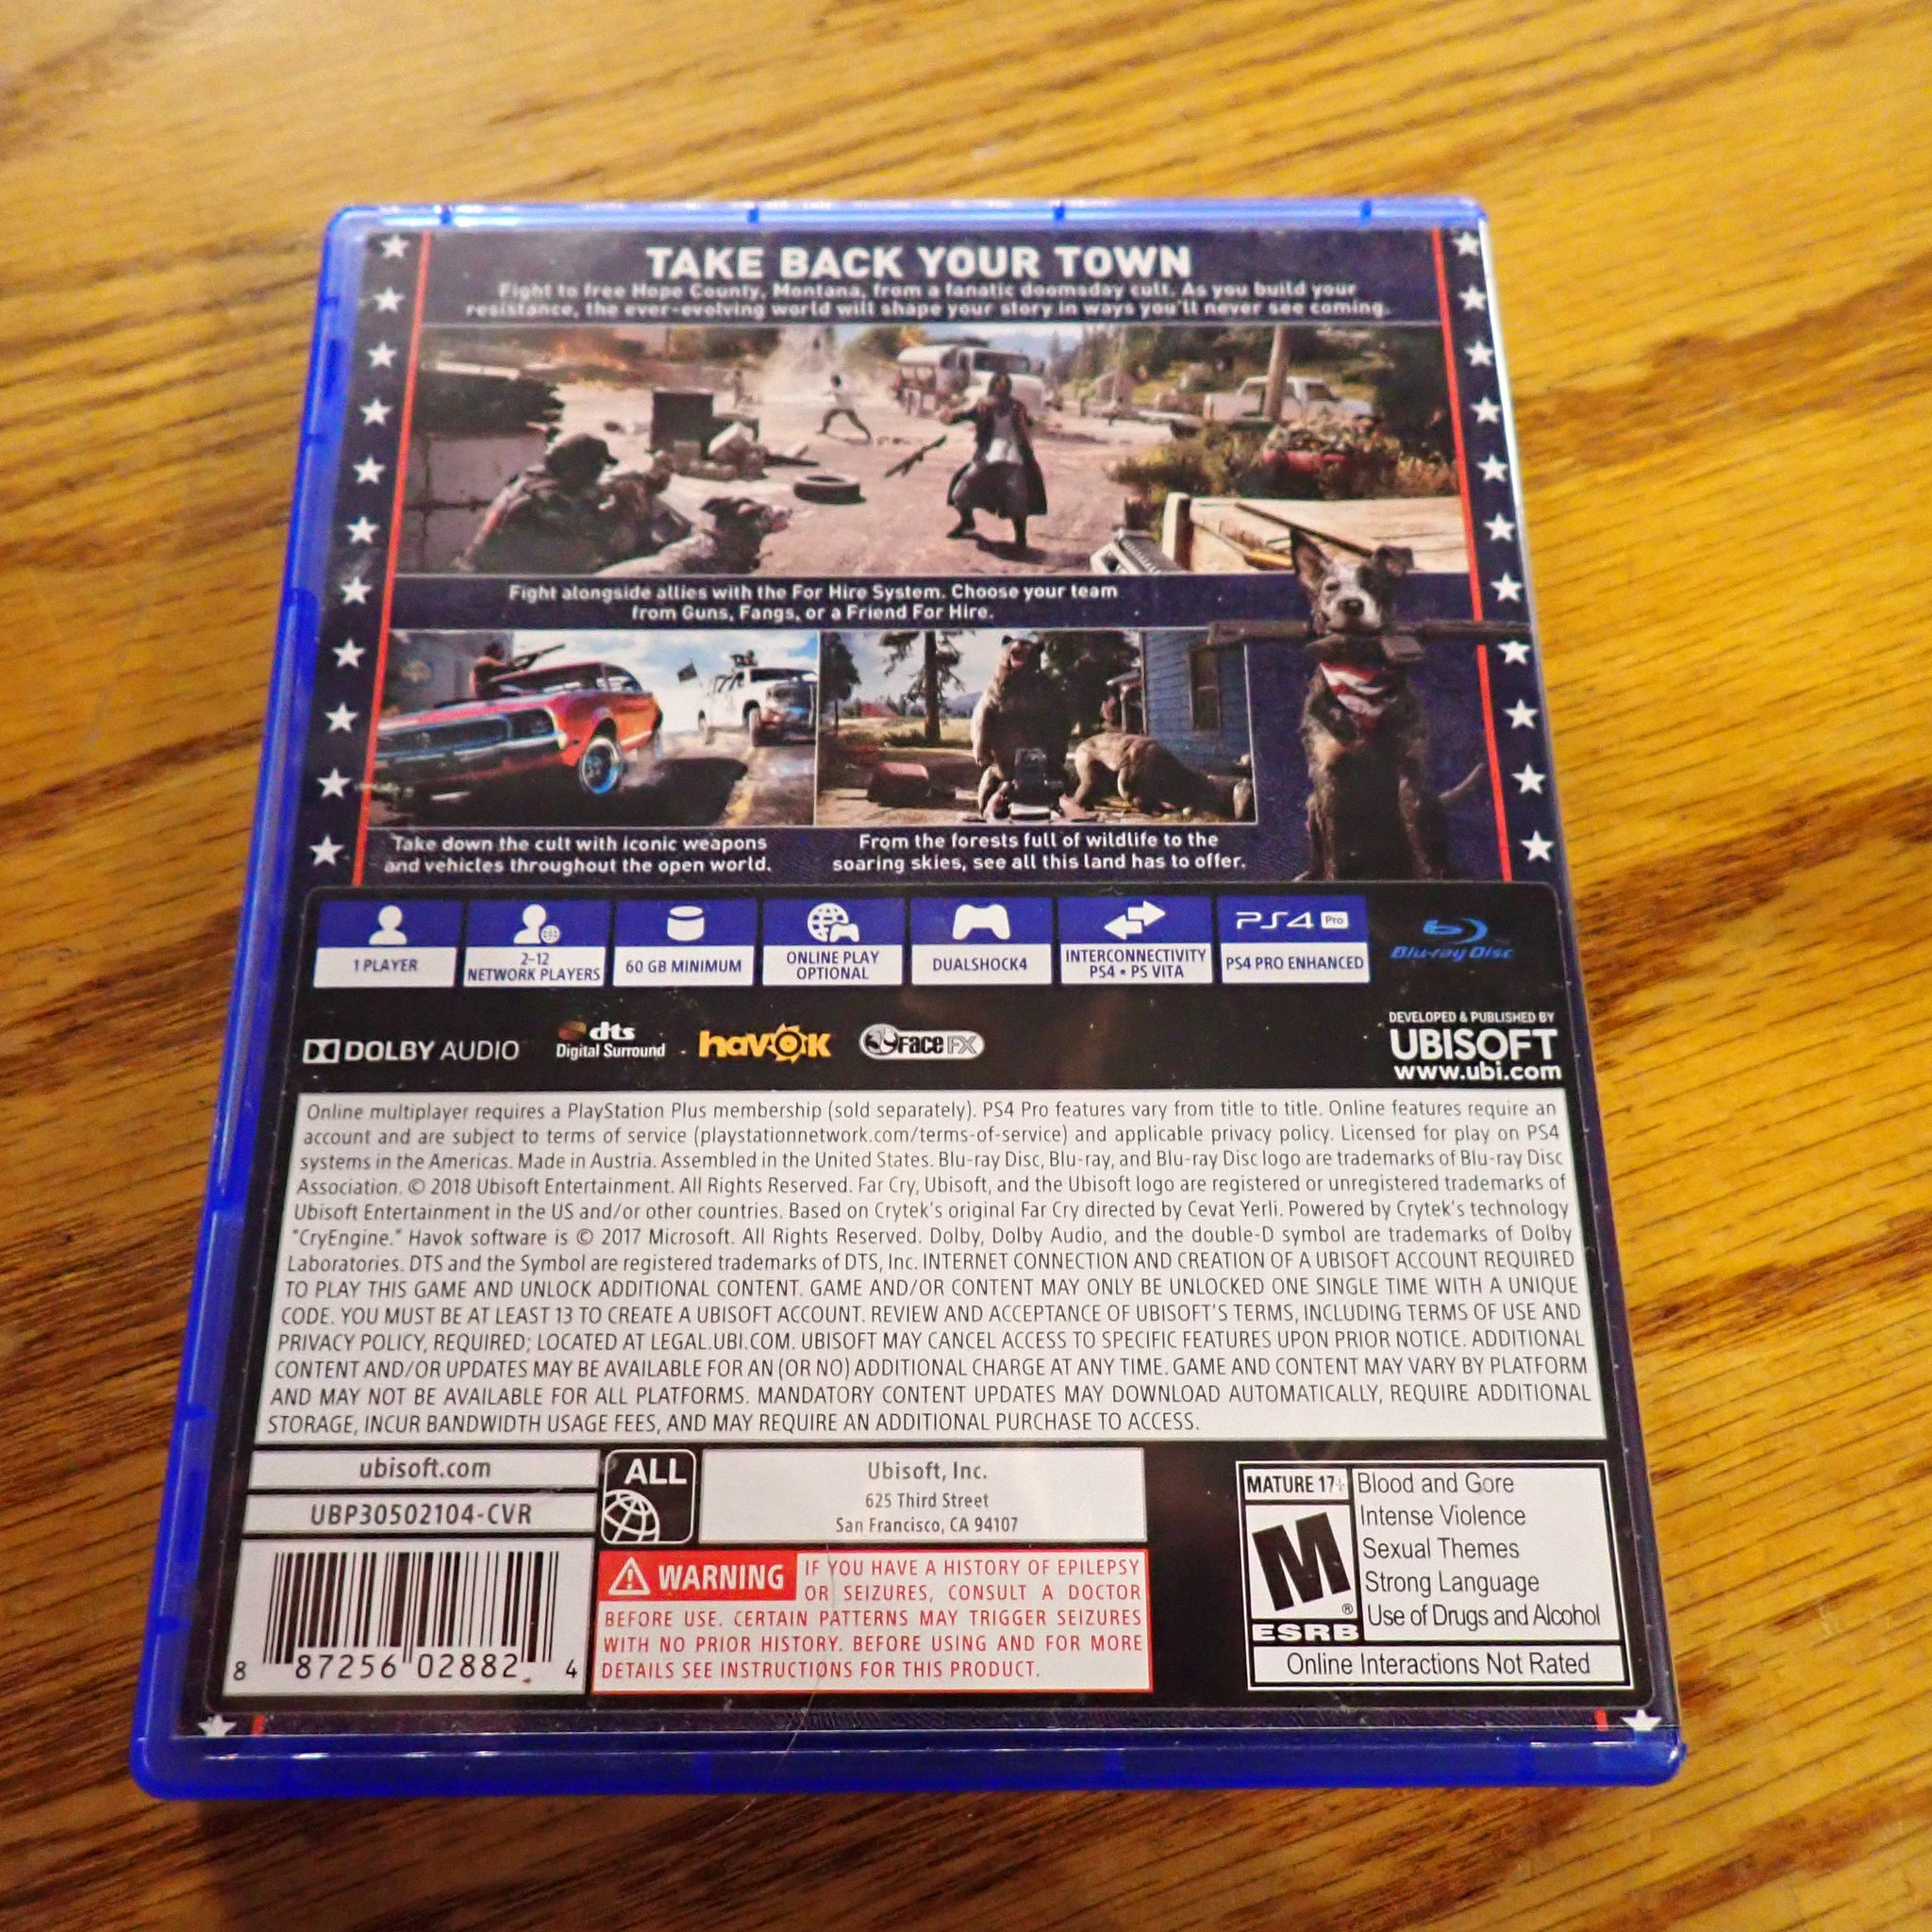 TAKE BACK YOUR TOWN
Fight to free Hope County, Montana, from a fanatic doomsday cult. As you build your
resistance, the ever-evolving world will shape your story in ways you'll never see coming.
Fight alongside allies with the For Hire System. Choose your team
from Guns, Fangs, or a Friend For Hire.
Take down the cult with iconic weapons
and vehicles throughout the open world.
From the forests full of wildlife to the
soaring skies, see all this land has to offer.
1 PLAYER
2-12
NETWORK PLAYERS
60 GB MINIMUM
ONLINE PLAY
OPTIONAL
DUALSHOCK4
INTERCONNECTIVITY
PS4 • PS VITA
PS4 Pro
PS4 PRO ENHANCED
Blu-ray Disc
DOLBY AUDIO
dts
Digital Surround
havok
FaceFX
DEVELOPED & PUBLISHED BY
UBISOFT
www.ubi.com
Online multiplayer requires a PlayStation Plus membership (sold separately). PS4 Pro features vary from title to title. Online features require an
account and are subject to terms of service (playstationnetwork.com/terms-of-service) and applicable privacy policy. Licensed for play on PS4
systems in the Americas. Made in Austria. Assembled in the United States. Blu-ray Disc, Blu-ray, and Blu-ray Disc logo are trademarks of Blu-ray Disc
Association. © 2018 Ubisoft Entertainment. All Rights Reserved. Far Cry, Ubisoft, and the Ubisoft logo are registered or unregistered trademarks of
Ubisoft Entertainment in the US and/or other countries. Based on Crytek's original Far Cry directed by Cevat Yerli. Powered by Crytek's technology
"CryEngine." Havok software is © 2017 Microsoft. All Rights Reserved. Dolby, Dolby Audio, and the double-D symbol are trademarks of Dolby
Laboratories. DTS and the Symbol are registered trademarks of DTS, Inc. INTERNET CONNECTION AND CREATION OF A UBISOFT ACCOUNT REQUIRED
TO PLAY THIS GAME AND UNLOCK ADDITIONAL CONTENT. GAME AND/OR CONTENT MAY ONLY BE UNLOCKED ONE SINGLE TIME WITH A UNIQUE
CODE. YOU MUST BE AT LEAST 13 TO CREATE A UBISOFT ACCOUNT. REVIEW AND ACCEPTANCE OF UBISOFT'S TERMS, INCLUDING TERMS OF USE AND
PRIVACY POLICY, REQUIRED; LOCATED AT LEGAL.UBI.COM. UBISOFT MAY CANCEL ACCESS TO SPECIFIC FEATURES UPON PRIOR NOTICE. ADDITIONAL
CONTENT AND/OR UPDATES MAY BE AVAILABLE FOR AN (OR NO) ADDITIONAL CHARGE AT ANY TIME. GAME AND CONTENT MAY VARY BY PLATFORM
AND MAY NOT BE AVAILABLE FOR ALL PLATFORMS. MANDATORY CONTENT UPDATES MAY DOWNLOAD AUTOMATICALLY, REQUIRE ADDITIONAL
STORAGE, INCUR BANDWIDTH USAGE FEES, AND MAY REQUIRE AN ADDITIONAL PURCHASE TO ACCESS.
ubisoft.com
UBP30502104-CVR
8 87256 02882 4
ALL
Ubisoft, Inc.
625 Third Street
San Francisco, CA 94107
WARNING IF YOU HAVE A HISTORY OF EPILEPSY
OR SEIZURES, CONSULT A DOCTOR
BEFORE USE. CERTAIN PATTERNS MAY TRIGGER SEIZURES
WITH NO PRIOR HISTORY. BEFORE USING AND FOR MORE
DETAILS SEE INSTRUCTIONS FOR THIS PRODUCT.
MATURE 17+
M
®
ESRB
Blood and Gore
Intense Violence
Sexual Themes
Strong Language
Use of Drugs and Alcohol
Online Interactions Not Rated